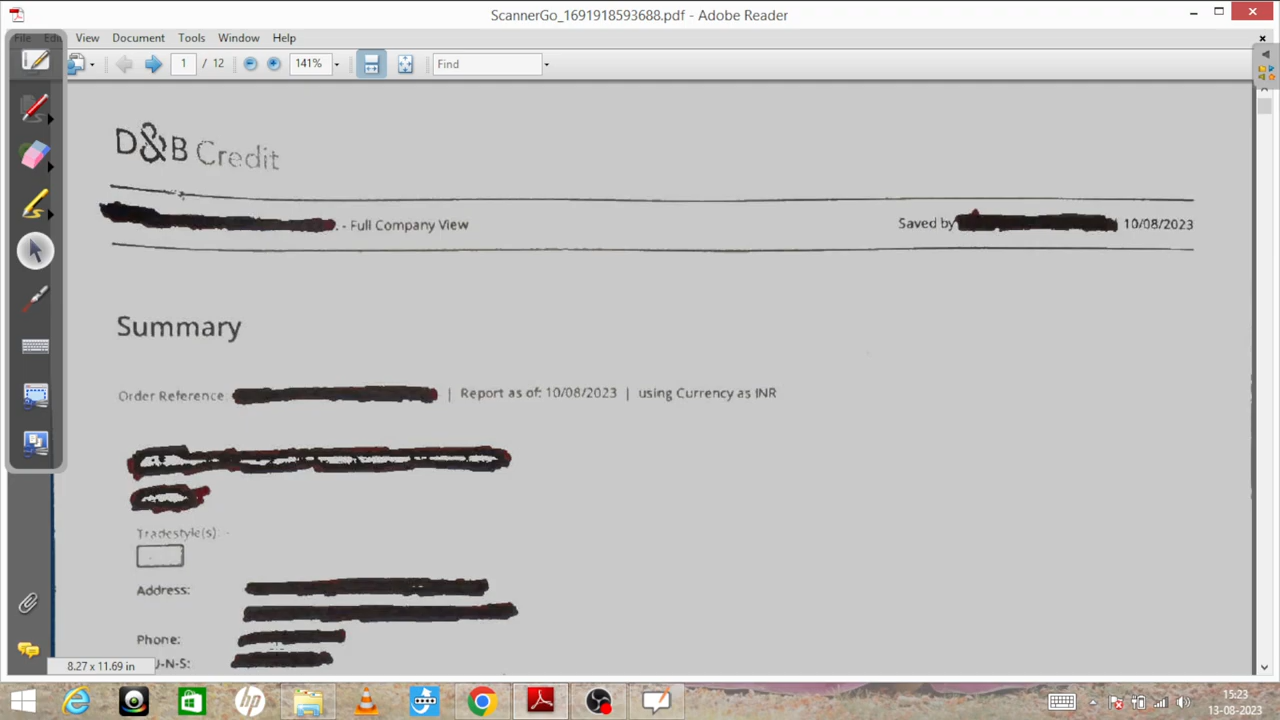 ScannerGo_1691918593688.pdf - Adobe Reader
File Edit View Document Tools Window Help
1 / 12 141% Find
D&B Credit
. - Full Company View Saved by 10/08/2023
Summary
Order Reference | Report as of: 10/08/2023 | using Currency as INR
Tradestyle(s): -
Address:
Phone:
U-N-S:
8.27 x 11.69 in
15:23
13-08-2023